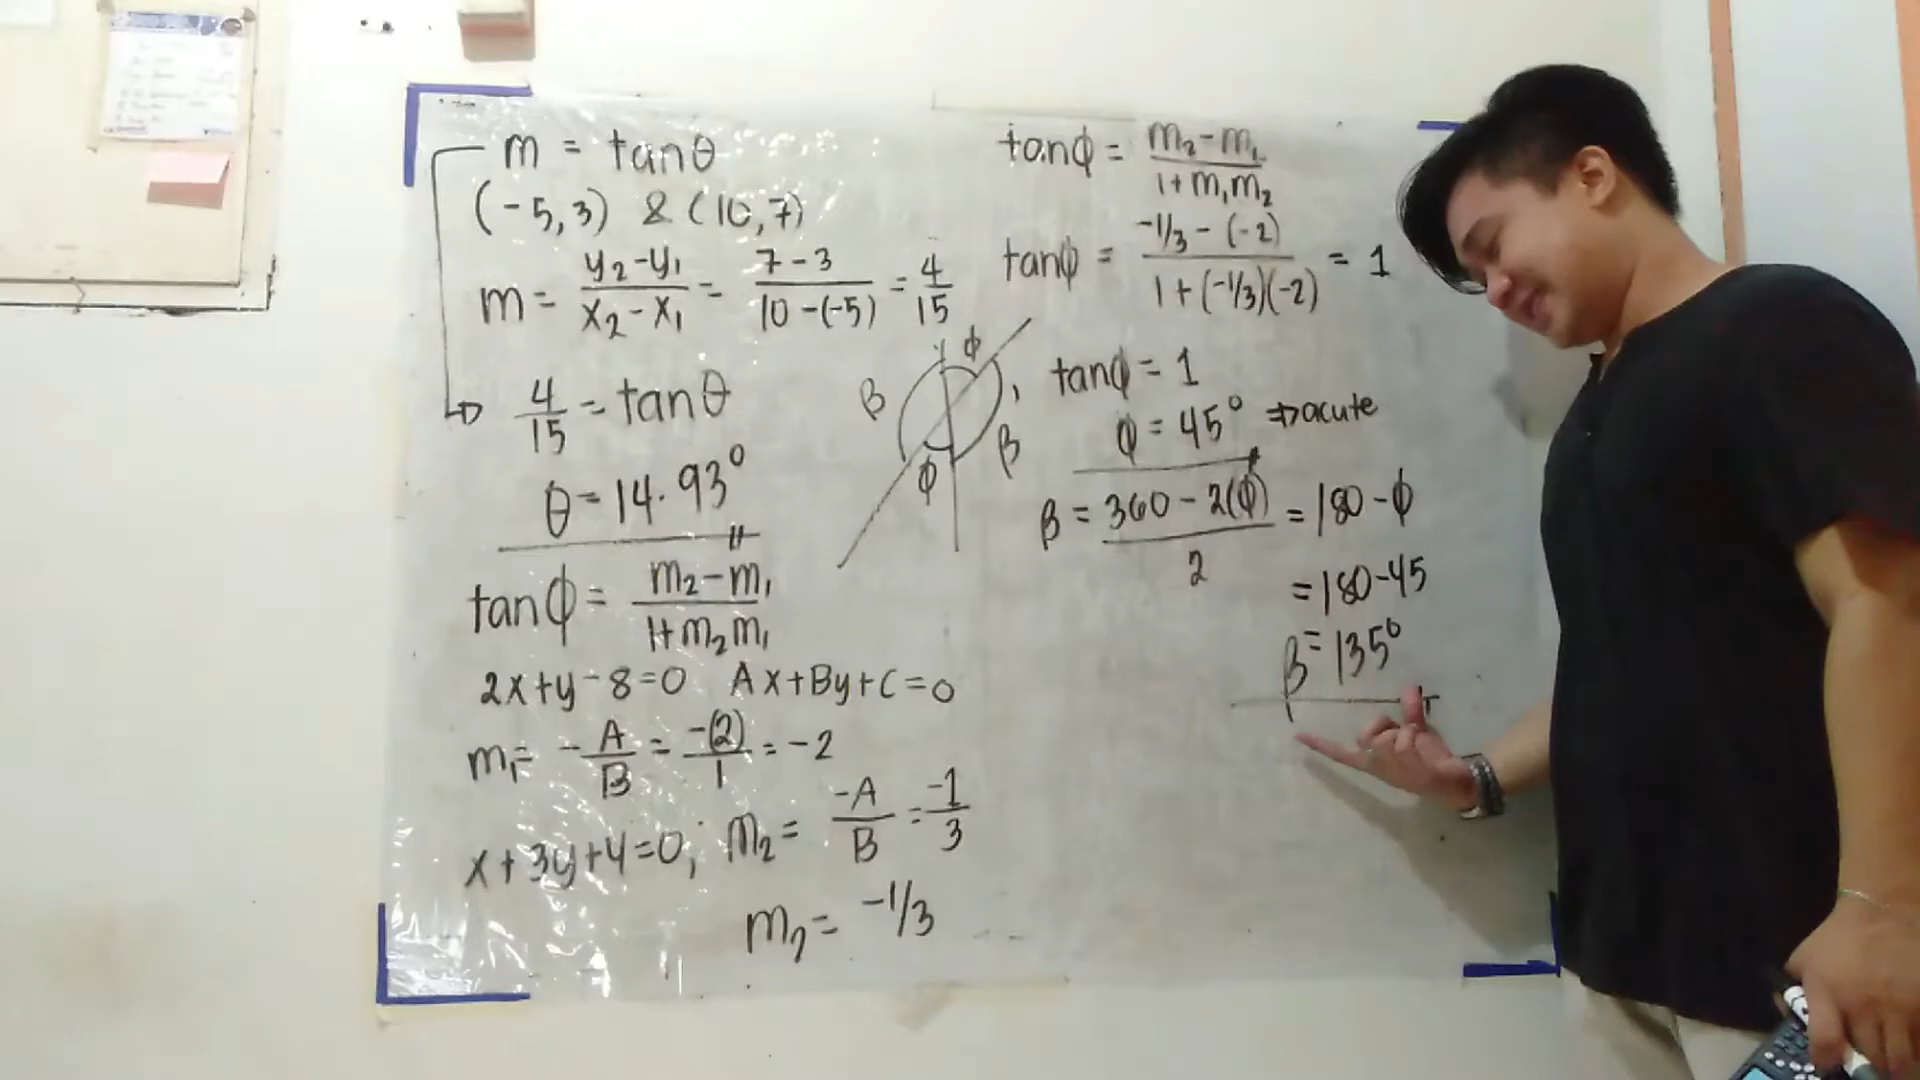 m = tanθ
(-5,3) & (10,7)
m = y₂-y₁/x₂-x₁ = 7-3/10-(-5) = 4/15
4/15 = tanθ
θ = 14.93°
tanϕ = m₂-m₁/1+m₂m₁
2x+y-8=0 Ax+By+C=0
m₁= -A/B = -(2)/1 = -2
x+3y+4=0; m₂= -A/B = -1/3
m₂= -1/3
ϕ
β
β
ϕ
tanϕ = m₂-m₁/1+m₁m₂
tanϕ = -1/3-(-2)/1+(-1/3)(-2) = 1
tanϕ = 1
ϕ = 45° ⇒ acute
β = 360-2(ϕ)/2 = 180-ϕ
= 180-45
β = 135°